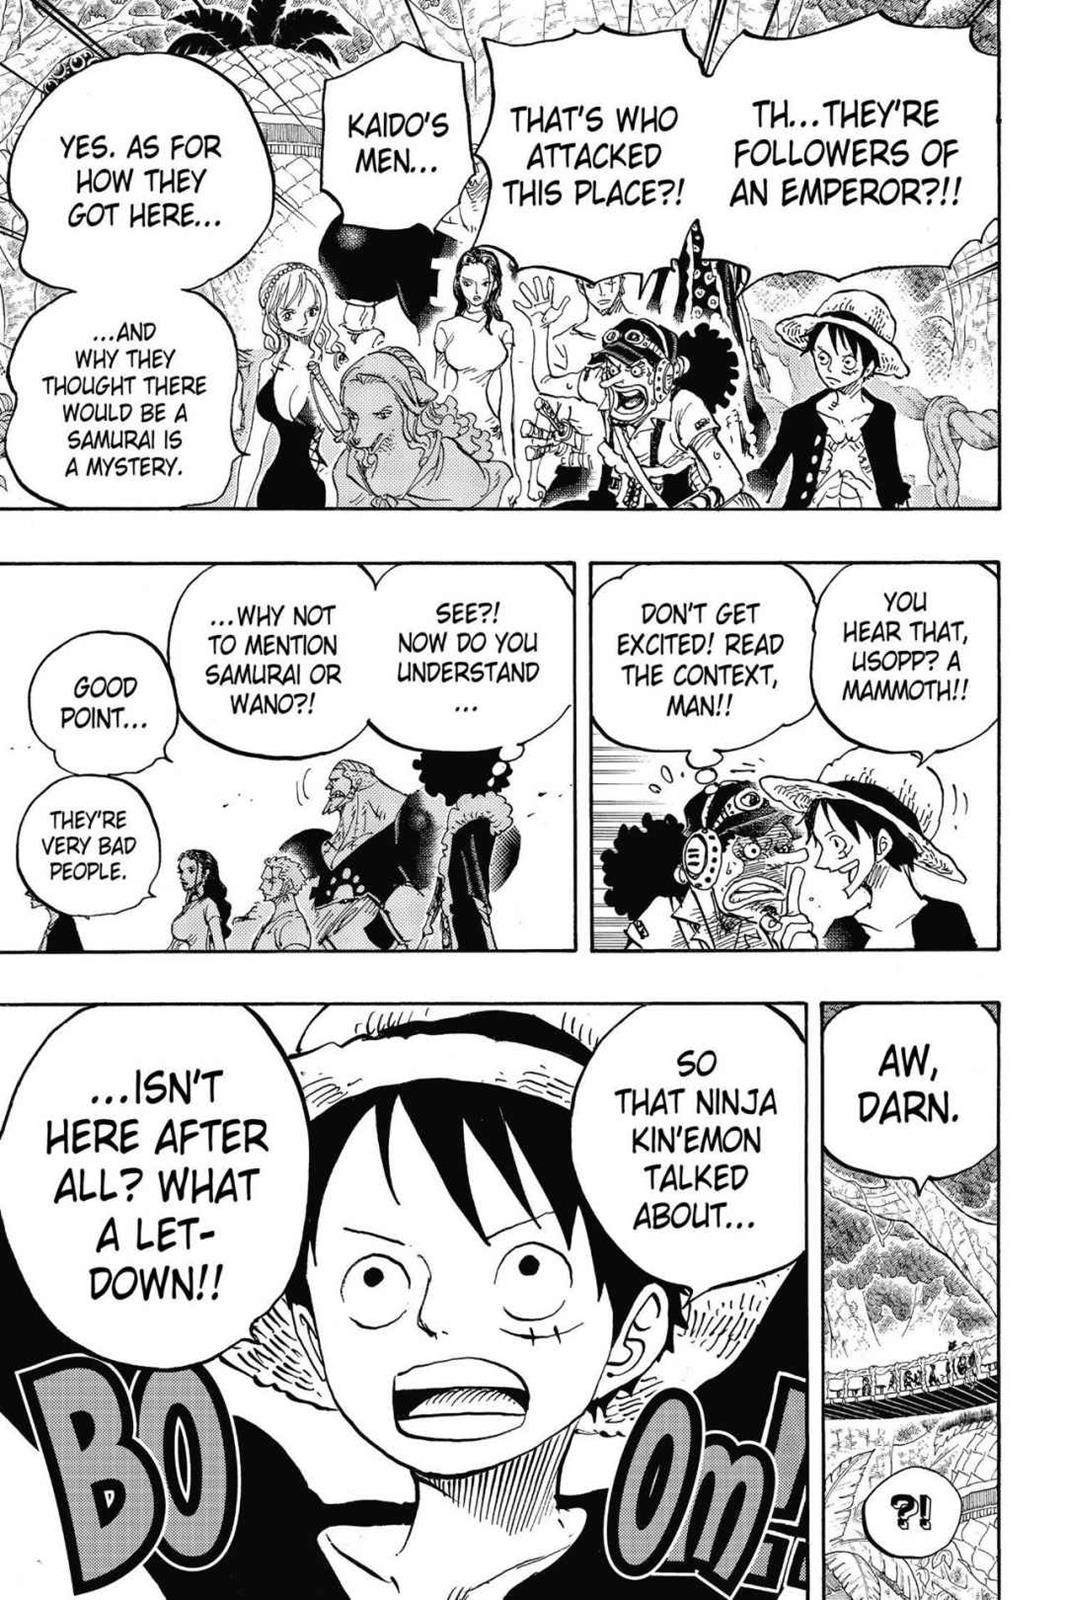 TH...THEY'RE
FOLLOWERS OF
AN EMPEROR?!!
THAT'S WHO
ATTACKED
THIS PLACE?!
KAIDO'S
MEN...
YES. AS FOR
HOW THEY
GOT HERE...
...AND
WHY THEY
THOUGHT THERE
WOULD BE A
SAMURAI IS
A MYSTERY.
YOU
HEAR THAT,
USOPP? A
MAMMOTH!!
DON'T GET
EXCITED! READ
THE CONTEXT,
MAN!!
SEE?!
NOW DO YOU
UNDERSTAND
...
...WHY NOT
TO MENTION
SAMURAI OR
WANO?!
GOOD
POINT...
THEY'RE
VERY BAD
PEOPLE.
AW,
DARN.
?!
SO
THAT NINJA
KIN'EMON
TALKED
ABOUT...
...ISN'T
HERE AFTER
ALL? WHAT
A LET-
DOWN!!
BOOM!!